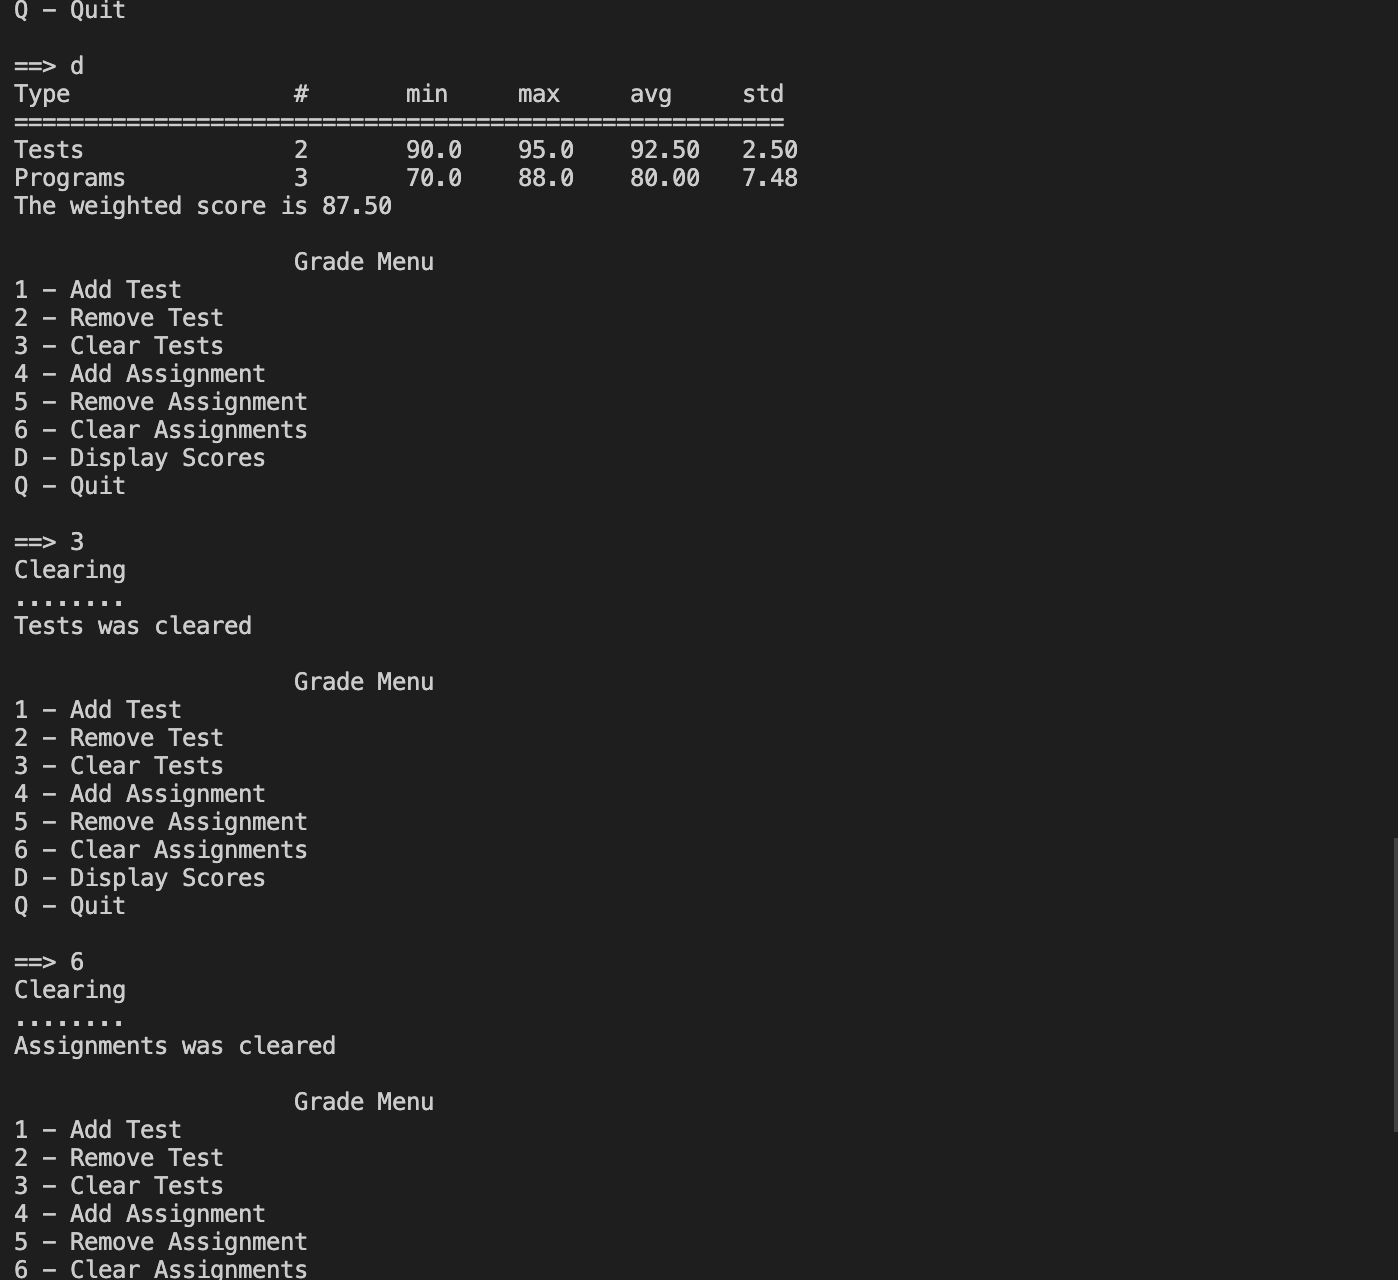 Q – Quit

==> d
Type                #       min     max     avg     std
=======================================================
Tests               2       90.0    95.0    92.50   2.50
Programs            3       70.0    88.0    80.00   7.48
The weighted score is 87.50

                    Grade Menu
1 – Add Test
2 – Remove Test
3 – Clear Tests
4 – Add Assignment
5 – Remove Assignment
6 – Clear Assignments
D – Display Scores
Q – Quit

==> 3
Clearing
........
Tests was cleared

                    Grade Menu
1 – Add Test
2 – Remove Test
3 – Clear Tests
4 – Add Assignment
5 – Remove Assignment
6 – Clear Assignments
D – Display Scores
Q – Quit

==> 6
Clearing
........
Assignments was cleared

                    Grade Menu
1 – Add Test
2 – Remove Test
3 – Clear Tests
4 – Add Assignment
5 – Remove Assignment
6 – Clear Assignments